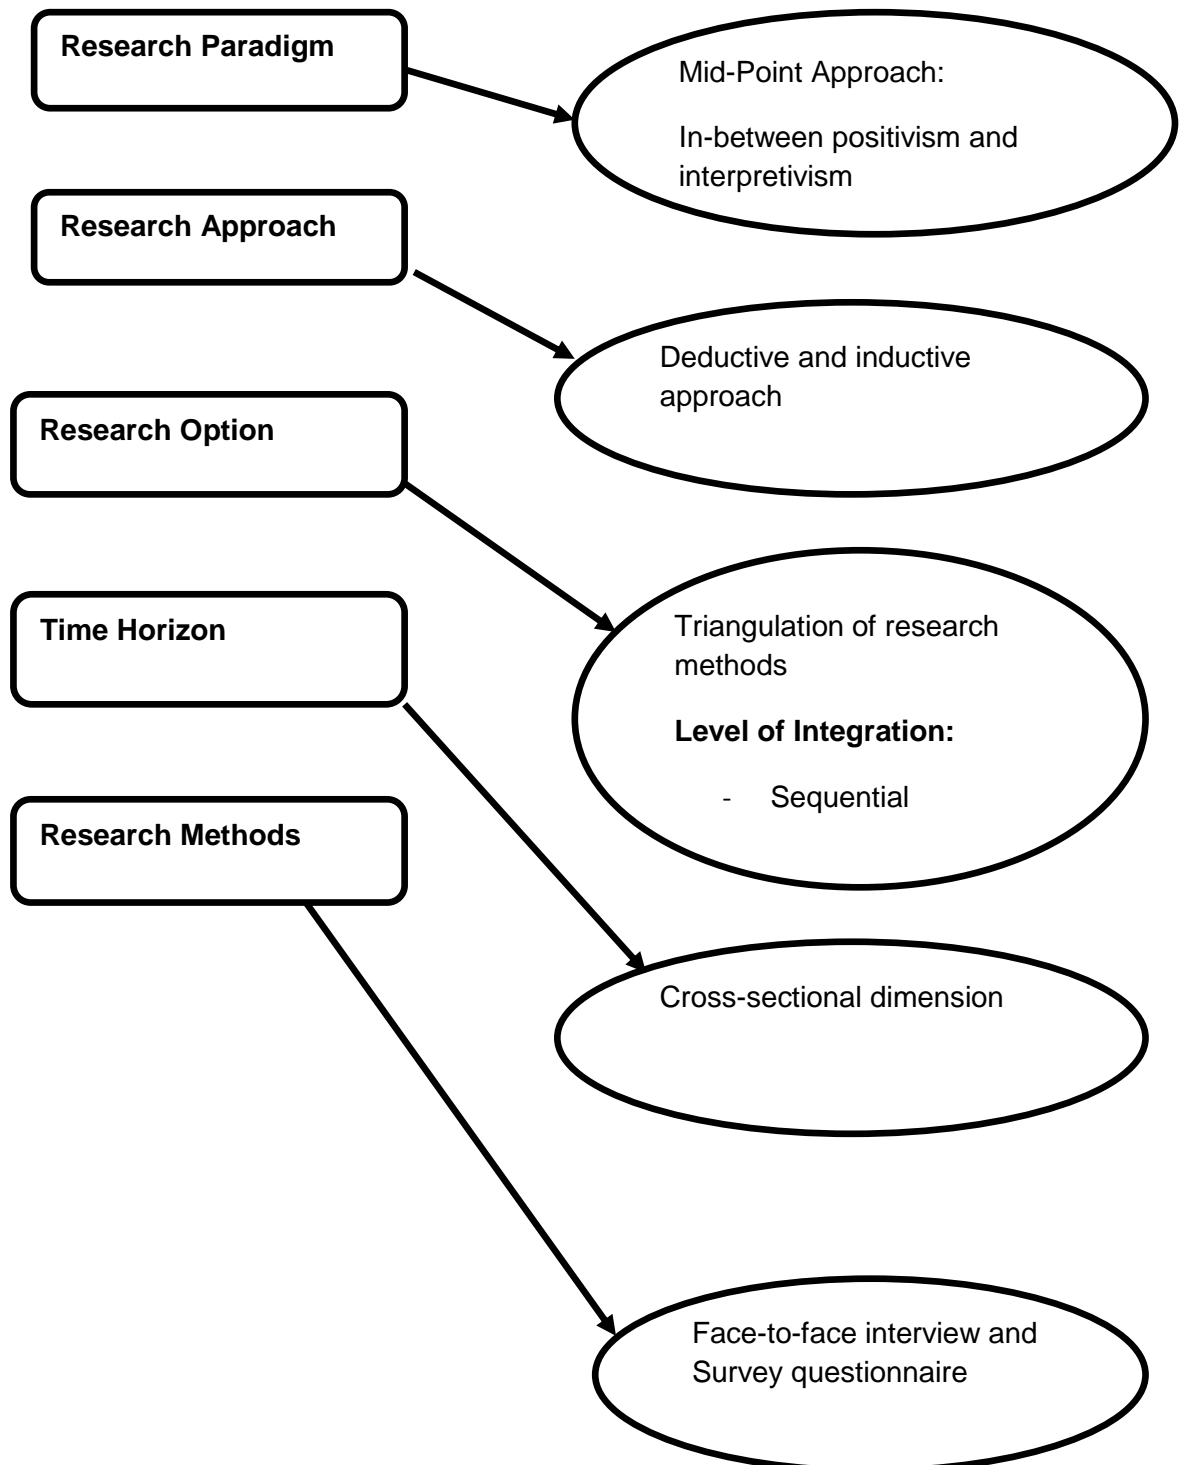 Research Paradigm
Mid-Point Approach:
In-between positivism and
interpretivism
Research Approach
Deductive and inductive
approach
Research Option
Triangulation of research
methods
Level of Integration:
- Sequential
Time Horizon
Cross-sectional dimension
Research Methods
Face-to-face interview and
Survey questionnaire